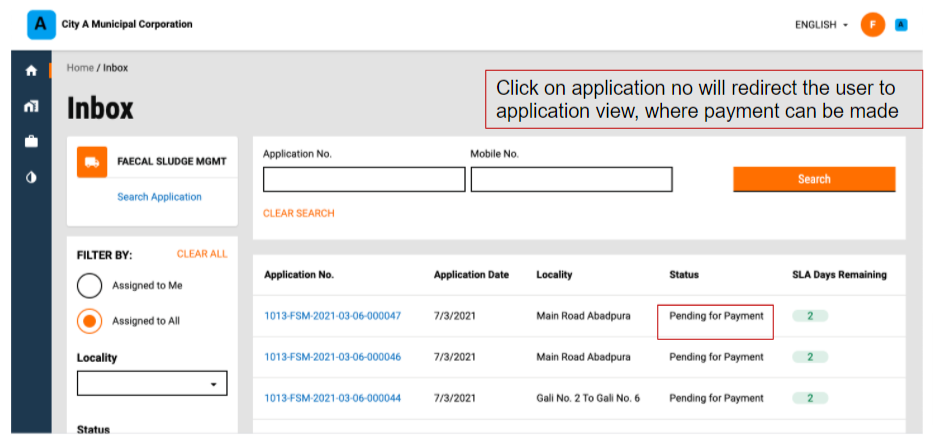 A City A Municipal Corporation ENGLISH F A
Home / Inbox
Click on application no will redirect the user to
application view, where payment can be made
Inbox
FAECAL SLUDGE MGMT
Search Application
Application No. Mobile No.
Search
CLEAR SEARCH
FILTER BY: CLEAR ALL
Assigned to Me
Assigned to All
Locality
Status
Application No. Application Date Locality Status SLA Days Remaining
1013-FSM-2021-03-06-000047 7/3/2021 Main Road Abadpura Pending for Payment 2
1013-FSM-2021-03-06-000046 7/3/2021 Main Road Abadpura Pending for Payment 2
1013-FSM-2021-03-06-000044 7/3/2021 Gali No. 2 To Gali No. 6 Pending for Payment 2